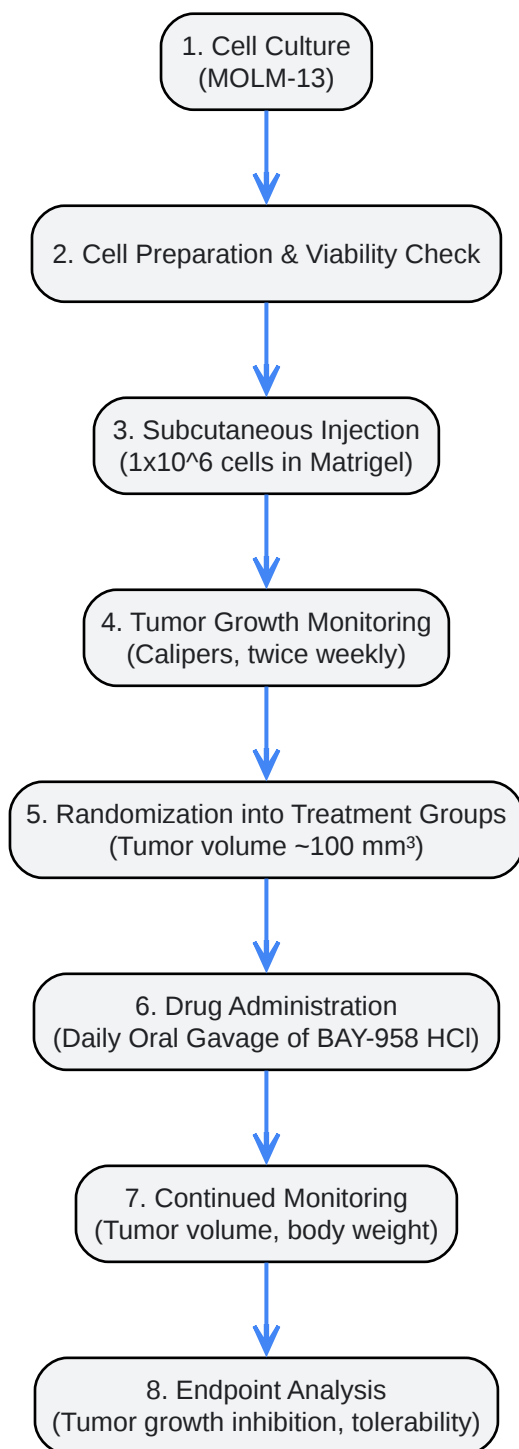 1. Cell Culture
(MOLM-13)
2. Cell Preparation & Viability Check
3. Subcutaneous Injection
(1x10^6 cells in Matrigel)
4. Tumor Growth Monitoring
(Calipers, twice weekly)
5. Randomization into Treatment Groups
(Tumor volume ~100 mm³)
6. Drug Administration
(Daily Oral Gavage of BAY-958 HCl)
7. Continued Monitoring
(Tumor volume, body weight)
8. Endpoint Analysis
(Tumor growth inhibition, tolerability)